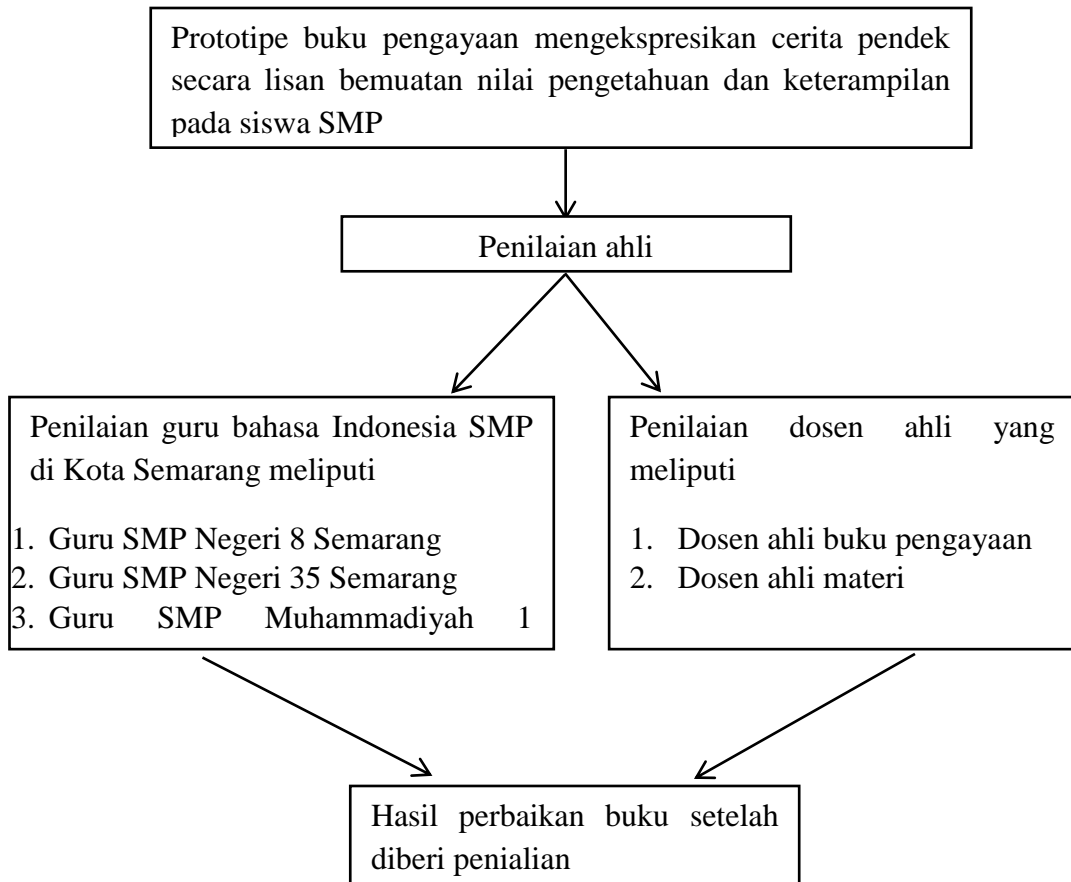 Prototipe buku pengayaan mengekspresikan cerita pendek
secara lisan bemuatan nilai pengetahuan dan keterampilan
pada siswa SMP
Penilaian ahli
Penilaian guru bahasa Indonesia SMP
di Kota Semarang meliputi
1. Guru SMP Negeri 8 Semarang
2. Guru SMP Negeri 35 Semarang
3. Guru SMP Muhammadiyah 1
Penilaian dosen ahli yang
meliputi
1. Dosen ahli buku pengayaan
2. Dosen ahli materi
Hasil perbaikan buku setelah
diberi penialian